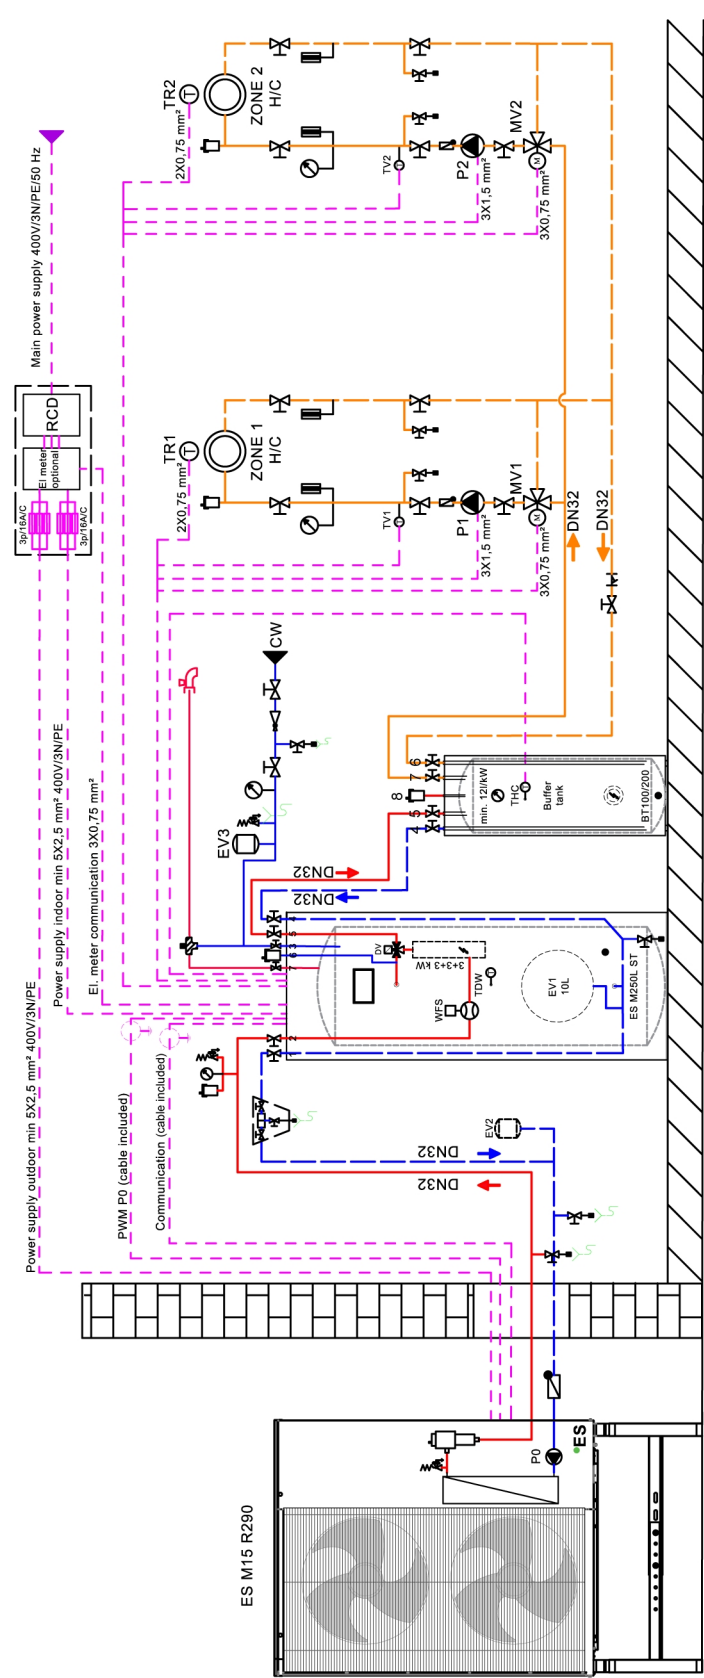 Main power supply 400V/3N/PE/50 Hz
RCD
El meter
optional
3p/16A/C
3p/16A/C
Power supply outdoor min 5X2,5 mm² 400V/3N/PE
Power supply indoor min 5X2,5 mm² 400V/3N/PE
El. meter communication 3X0,75 mm²
PWM P0 (cable included)
Communication (cable included)
ES M15 R290
P0
ES
DN32
DN32
EV2
1
2
7
6
3
5
4
WFS
TDW
3+3+3 kW
DV
EV1
10L
ES M250L ST
EV3
CW
DN32
DN32
4
5
8
7
6
min. 12l/kW
THC
Buffer
tank
BT100/200
DN32
DN32
TR1
T
2X0,75 mm²
ZONE 1
H/C
TV1
T
P1
3X1,5 mm²
MV1
M
3X0,75 mm²
TR2
T
2X0,75 mm²
ZONE 2
H/C
TV2
T
P2
3X1,5 mm²
MV2
M
3X0,75 mm²